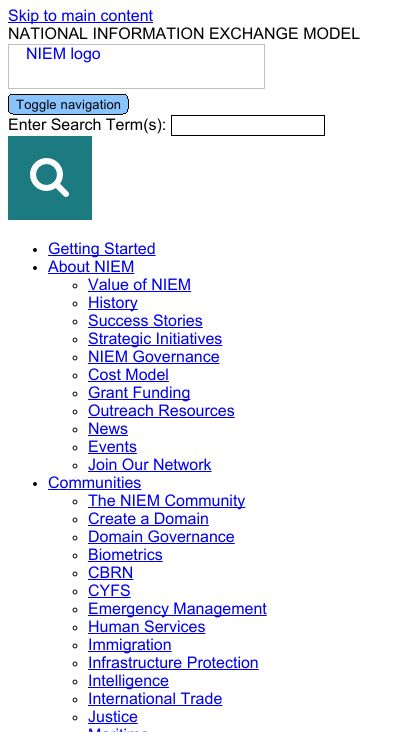 Skip to main content
NATIONAL INFORMATION EXCHANGE MODEL
NIEM logo
Toggle navigation
Enter Search Term(s):
Getting Started
About NIEM
Value of NIEM
History
Success Stories
Strategic Initiatives
NIEM Governance
Cost Model
Grant Funding
Outreach Resources
News
Events
Join Our Network
Communities
The NIEM Community
Create a Domain
Domain Governance
Biometrics
CBRN
CYFS
Emergency Management
Human Services
Immigration
Infrastructure Protection
Intelligence
International Trade
Justice